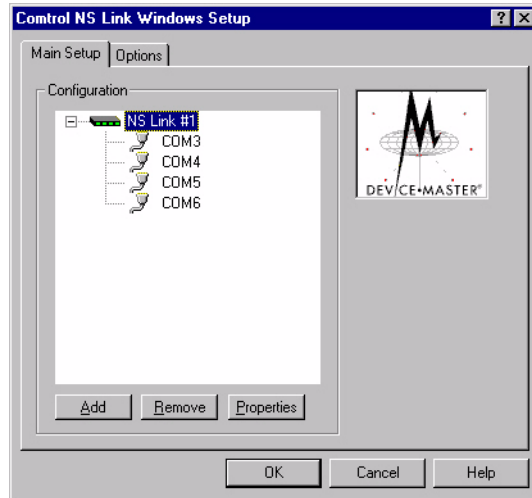 Comtrol NS Link Windows Setup
Main Setup
Options
Configuration
NS Link #1
COM3
COM4
COM5
COM6
DEVICE•MASTER®
Add
Remove
Properties
OK
Cancel
Help